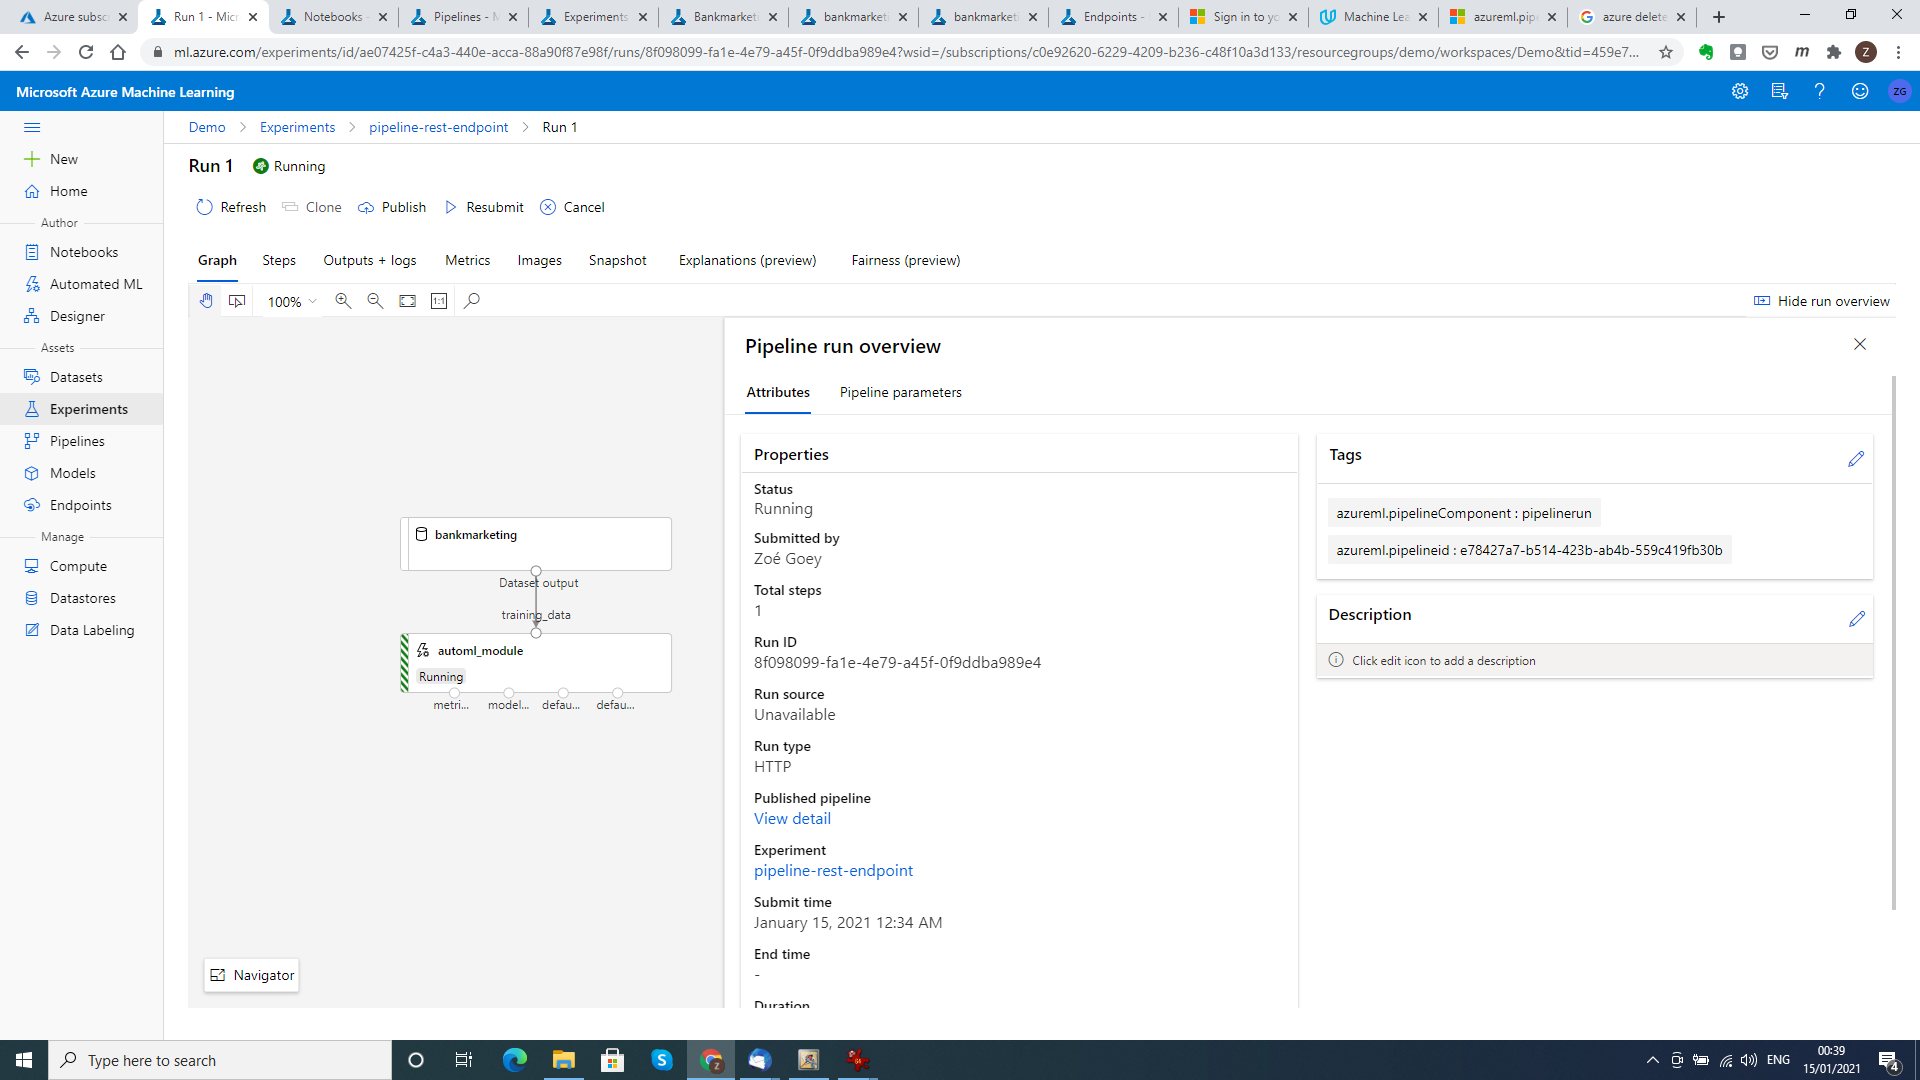 Azure subsc
Run 1 - Micr
Notebooks -
Pipelines - M
Experiments
Bankmarketi
bankmarketi
bankmarketi
Endpoints -
Sign in to yo
Machine Lea
azureml.pipe
azure delete
ml.azure.com/experiments/id/ae07425f-c4a3-440e-acca-88a90f87e98f/runs/8f098099-fa1e-4e79-a45f-0f9ddba989e4?wsid=/subscriptions/c0e92620-6229-4209-b236-c48f10a3d133/resourcegroups/demo/workspaces/Demo&tid=459e7...
m
Z
Microsoft Azure Machine Learning
ZG
Demo > Experiments > pipeline-rest-endpoint > Run 1
New
Home
Author
Notebooks
Automated ML
Designer
Assets
Datasets
Experiments
Pipelines
Models
Endpoints
Manage
Compute
Datastores
Data Labeling
Run 1 Running
Refresh Clone Publish Resubmit Cancel
Graph Steps Outputs + logs Metrics Images Snapshot Explanations (preview) Fairness (preview)
100% 1:1 Hide run overview
bankmarketing
Dataset output
training_data
automl_module
Running
metri... model... defau... defau...
Navigator
Pipeline run overview
Attributes Pipeline parameters
Properties
Status
Running
Submitted by
Zoé Goey
Total steps
1
Run ID
8f098099-fa1e-4e79-a45f-0f9ddba989e4
Run source
Unavailable
Run type
HTTP
Published pipeline
View detail
Experiment
pipeline-rest-endpoint
Submit time
January 15, 2021 12:34 AM
End time
-
Duration
Tags
azureml.pipelineComponent : pipelinerun
azureml.pipelineid : e78427a7-b514-423b-ab4b-559c419fb30b
Description
Click edit icon to add a description
Type here to search
ENG
00:39
15/01/2021
4